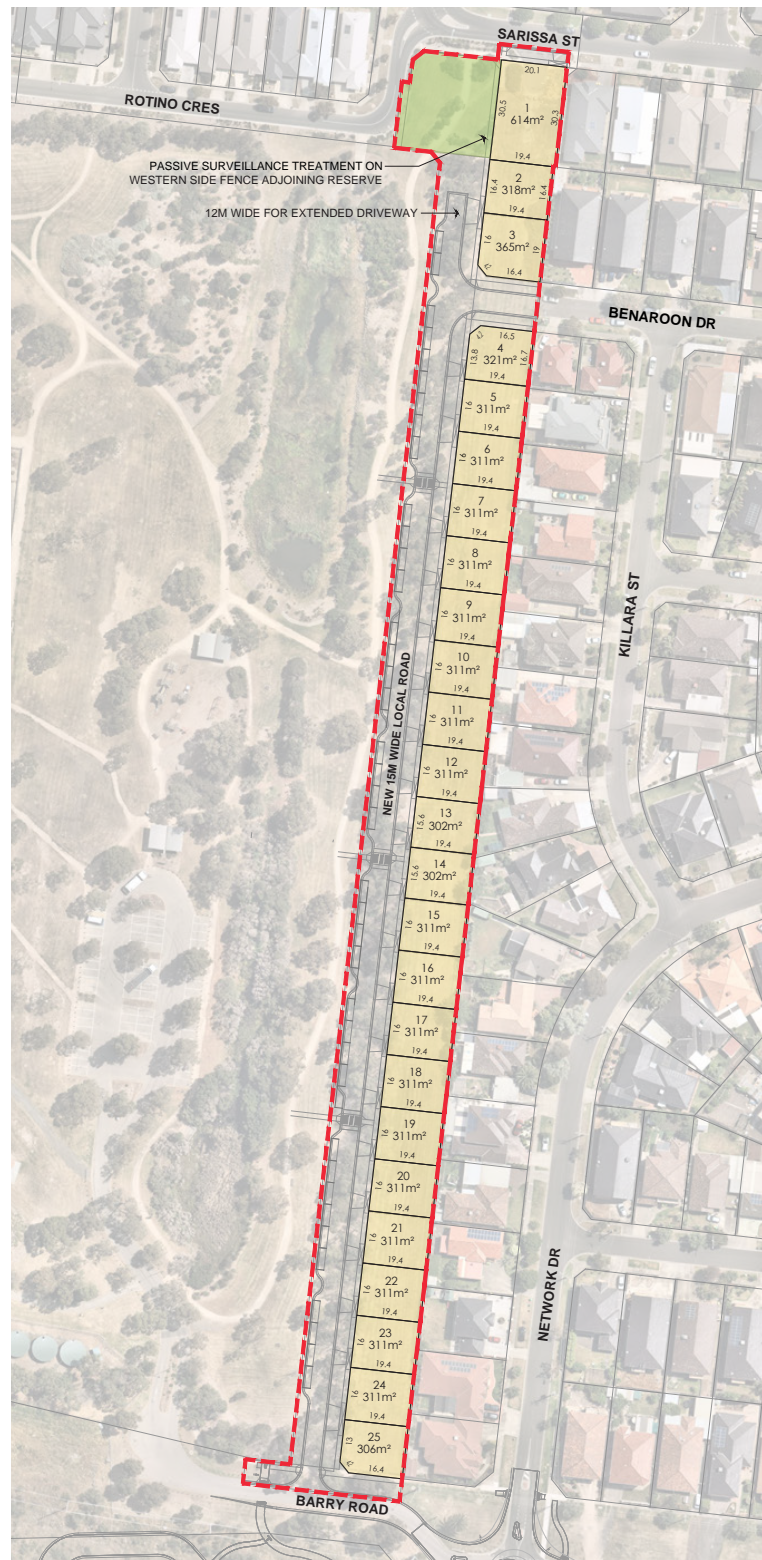 SARISSA ST
ROTINO CRES
20.1
30.5
1
614m²
30.3
PASSIVE SURVEILLANCE TREATMENT ON
WESTERN SIDE FENCE ADJOINING RESERVE
19.4
16.4
2
318m²
16.4
19.4
12M WIDE FOR EXTENDED DRIVEWAY
3
365m²
16
19
16.4
BENAROON DR
16.5
4
321m²
13.8
16.7
19.4
5
311m²
16
19.4
6
311m²
16
19.4
7
311m²
16
19.4
8
311m²
16
19.4
9
311m²
16
19.4
KILLARA ST
10
311m²
16
19.4
NEW 15M WIDE LOCAL ROAD
11
311m²
16
19.4
12
311m²
16
19.4
13
302m²
15.6
19.4
14
302m²
15.6
19.4
15
311m²
16
19.4
16
311m²
16
19.4
17
311m²
16
19.4
18
311m²
16
19.4
19
311m²
16
19.4
20
311m²
16
19.4
21
311m²
16
19.4
NETWORK DR
22
311m²
16
19.4
23
311m²
16
19.4
24
311m²
16
19.4
25
306m²
13
16.4
BARRY ROAD